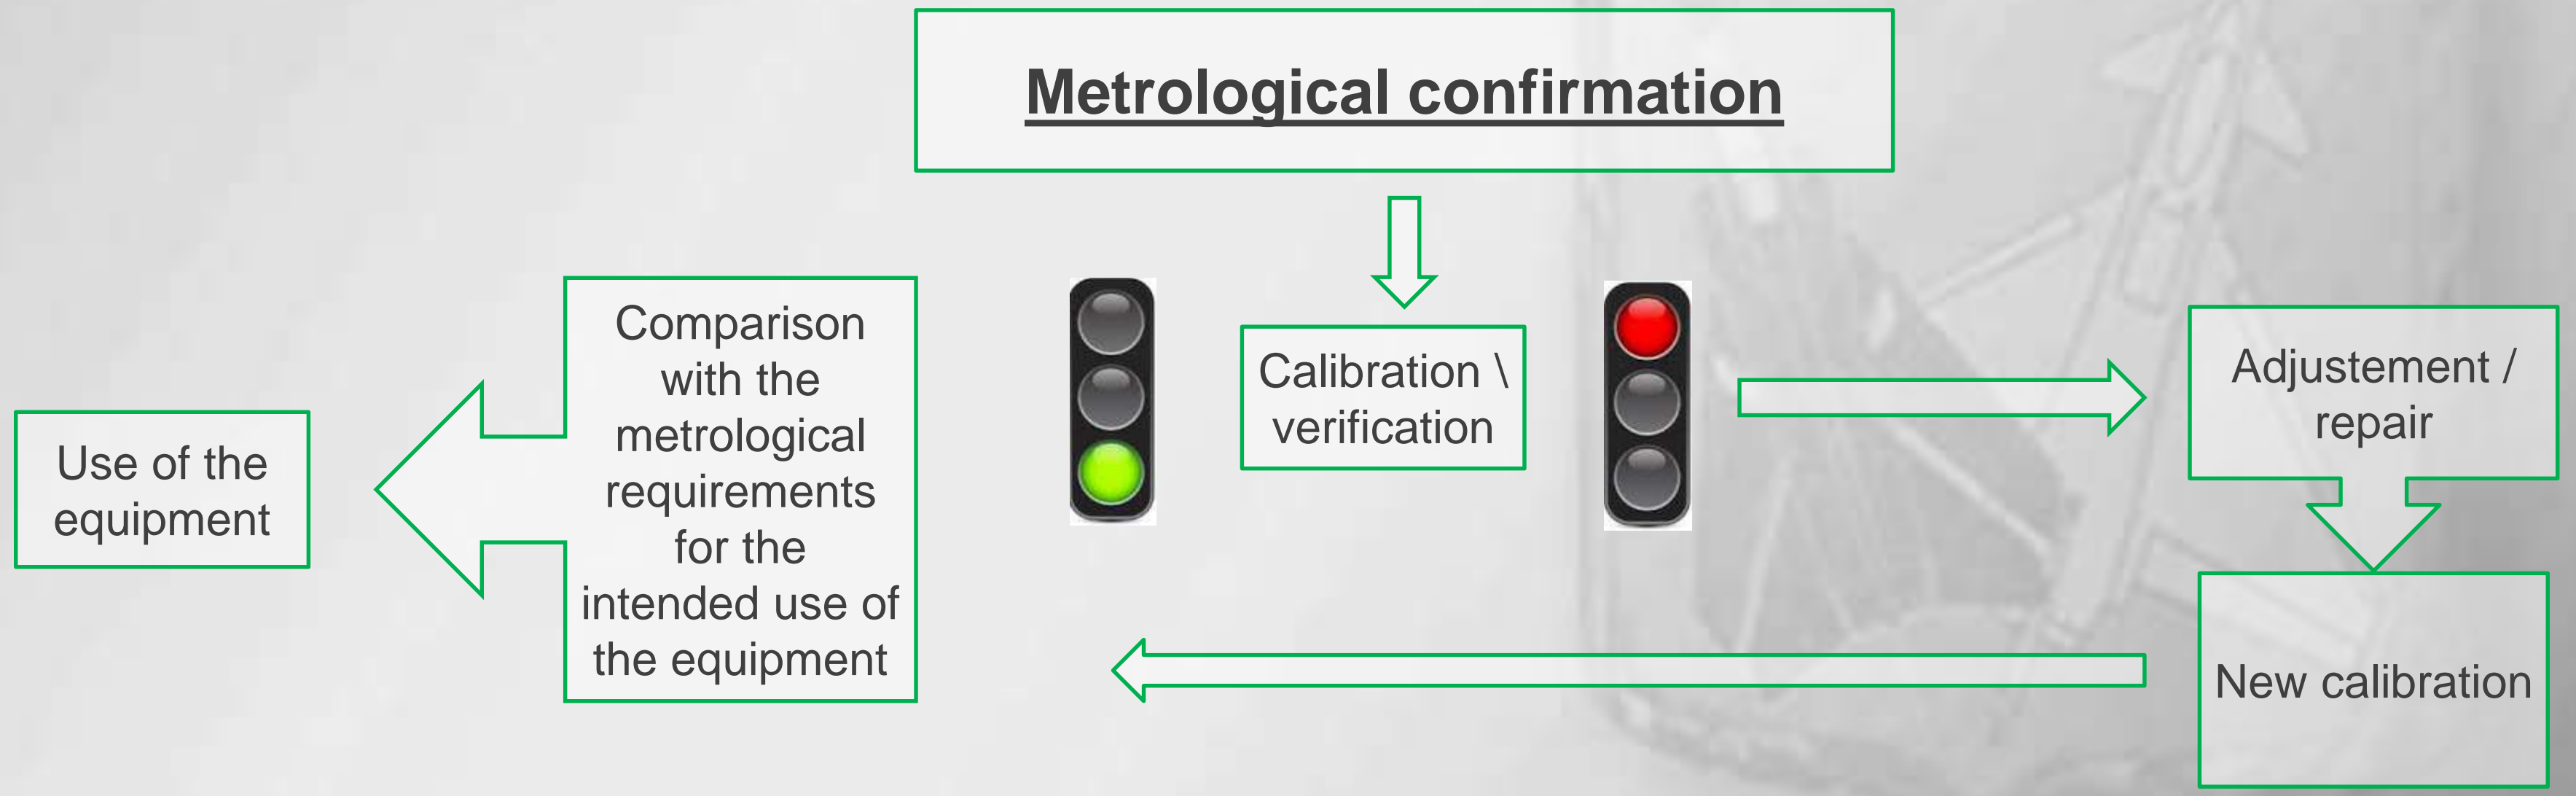 Metrological confirmation
Comparison
with the
metrological
requirements
for the
intended use of
the equipment
Use of the
equipment
Calibration \
verification
Adjustement /
repair
New calibration